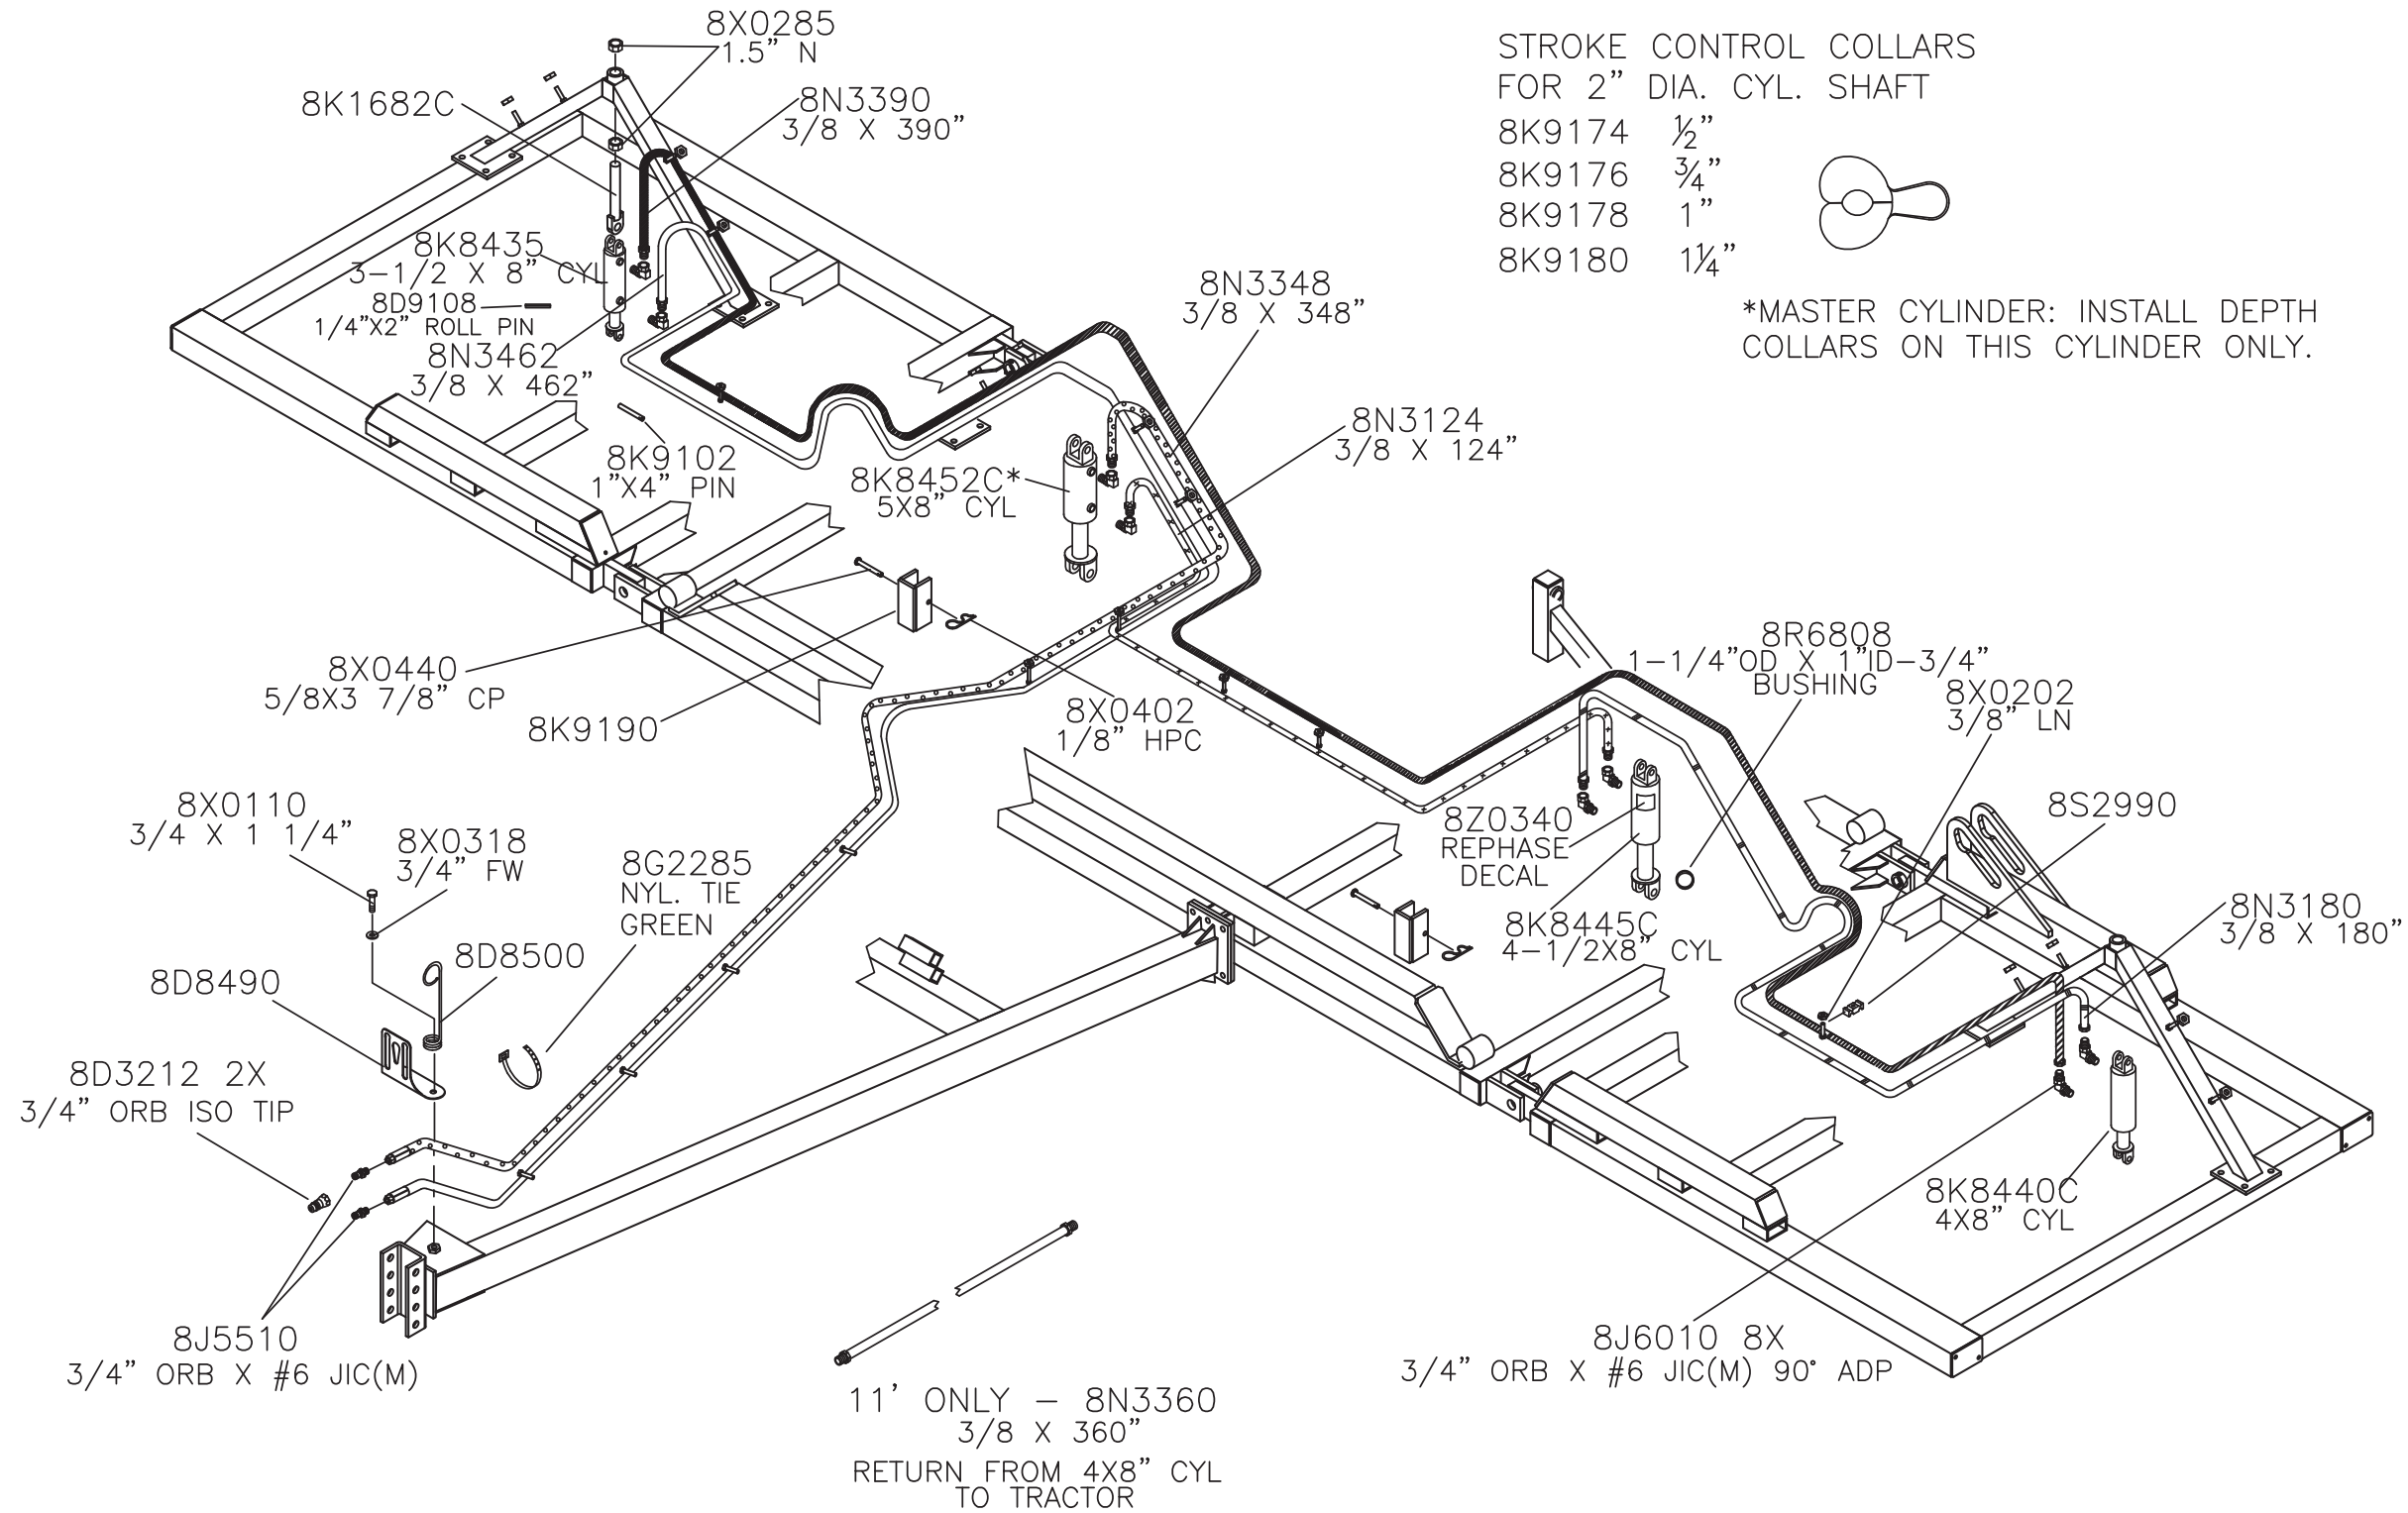 8X0285
1.5” N
8K1682C
8N3390
3/8 X 390”
8K8435
3-1/2 X 8” CYL
8D9108
1/4”X2” ROLL PIN
8N3462
3/8 X 462”
8K9102
1”X4” PIN
STROKE CONTROL COLLARS
FOR 2” DIA. CYL. SHAFT
8K9174 ½”
8K9176 ¾”
8K9178 1”
8K9180 1¼”
*MASTER CYLINDER: INSTALL DEPTH
COLLARS ON THIS CYLINDER ONLY.
8N3348
3/8 X 348”
8N3124
3/8 X 124”
8K8452C*
5X8” CYL
8X0440
5/8X3 7/8” CP
8K9190
8X0402
1/8” HPC
8R6808
1-1/4”OD X 1”ID-3/4”
BUSHING
8X0202
3/8” LN
8S2990
8Z0340
REPHASE
DECAL
8K8445C
4-1/2X8” CYL
8N3180
3/8 X 180”
8X0110
3/4 X 1 1/4”
8X0318
3/4” FW
8G2285
NYL. TIE
GREEN
8D8500
8D8490
8D3212 2X
3/4” ORB ISO TIP
8J5510
3/4” ORB X #6 JIC(M)
8K8440C
4X8” CYL
8J6010 8X
3/4” ORB X #6 JIC(M) 90° ADP
11’ ONLY - 8N3360
3/8 X 360”
RETURN FROM 4X8” CYL
TO TRACTOR